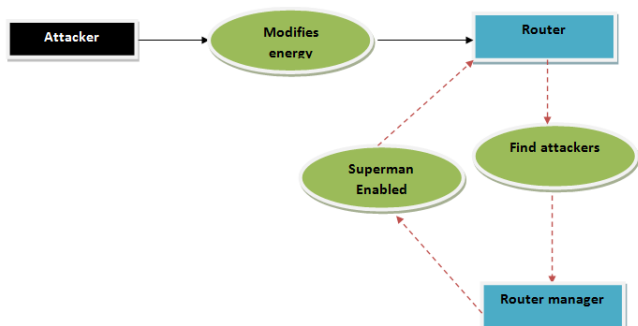 Attacker
Modifies
energy
Router
Find attackers
Superman
Enabled
Router manager